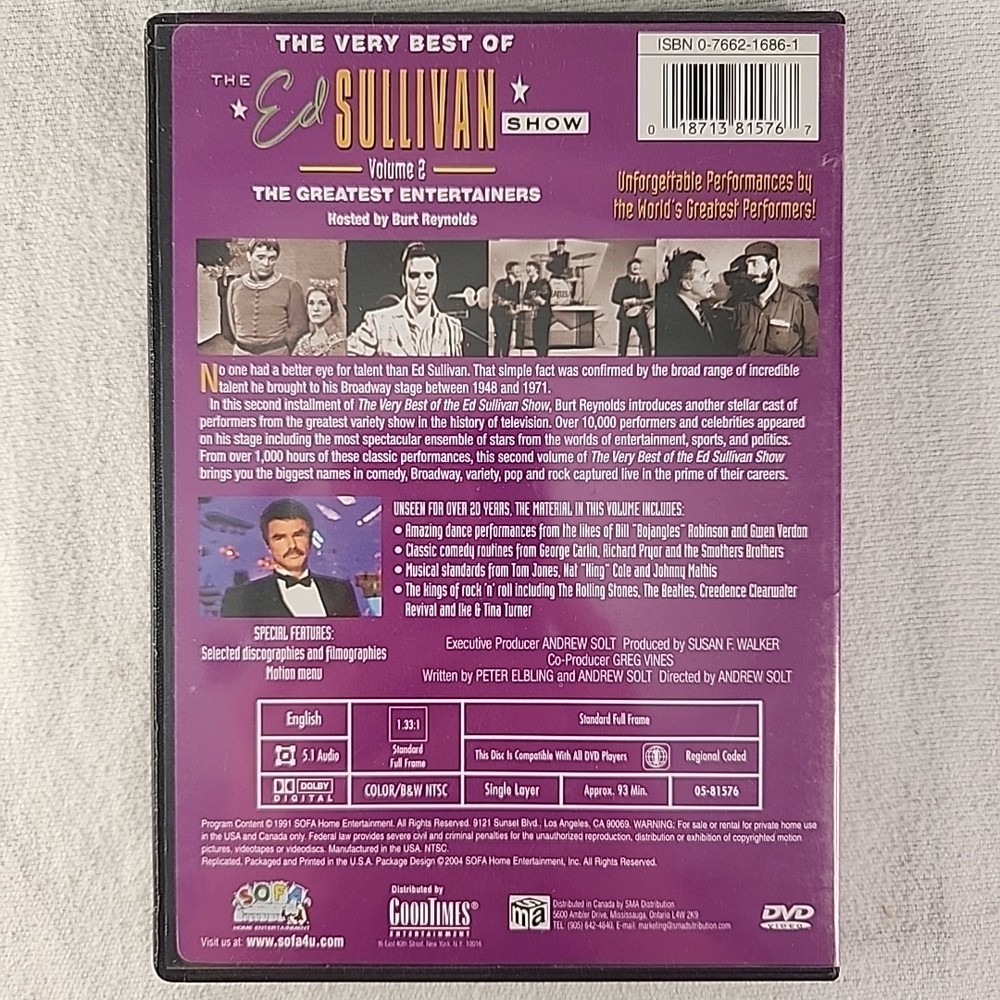 THE VERY BEST OF
THE
Ed SULLIVAN
SHOW
Volume 2
THE GREATEST ENTERTAINERS
Hosted by Burt Reynolds
ISBN 0-7662-1686-1
0 18713 81576 7
Unforgettable Performances by
the World's Greatest Performers!
No one had a better eye for talent than Ed Sullivan. That simple fact was confirmed by the broad range of incredible
talent he brought to his Broadway stage between 1948 and 1971.
In this second installment of The Very Best of the Ed Sullivan Show, Burt Reynolds introduces another stellar cast of
performers from the greatest variety show in the history of television. Over 10,000 performers and celebrities appeared
on his stage including the most spectacular ensemble of stars from the worlds of entertainment, sports, and politics.
From over 1,000 hours of these classic performances, this second volume of The Very Best of the Ed Sullivan Show
brings you the biggest names in comedy, Broadway, variety, pop and rock captured live in the prime of their careers.
UNSEEN FOR OVER 20 YEARS, THE MATERIAL IN THIS VOLUME INCLUDES:
• Amazing dance performances from the likes of Bill "Bojangles" Robinson and Gwen Verdon
• Classic comedy routines from George Carlin, Richard Pryor and the Smothers Brothers
• Musical standards from Tom Jones, Nat "King" Cole and Johnny Mathis
• The kings of rock 'n' roll including The Rolling Stones, The Beatles, Creedence Clearwater
Revival and Ike & Tina Turner
SPECIAL FEATURES:
Selected discographies and filmographies
Motion menu
Executive Producer ANDREW SOLT Produced by SUSAN F. WALKER
Co-Producer GREG VINES
Written by PETER ELBLING and ANDREW SOLT Directed by ANDREW SOLT
English
1.33:1
Standard
Full Frame
Standard Full Frame
5.1 Audio
This Disc Is Compatible With All DVD Players
1
Regional Coded
DOLBY
DIGITAL
COLOR/B&W NTSC
Single Layer
Approx. 93 Min.
05-81576
Program Content © 1991 SOFA Home Entertainment. All Rights Reserved. 9121 Sunset Blvd., Los Angeles, CA 90069. WARNING: For sale or rental for private home use
in the USA and Canada only. Federal law provides severe civil and criminal penalties for the unauthorized reproduction, distribution or exhibition of copyrighted motion
pictures, videotapes or videodiscs. Manufactured in the USA. NTSC.
Replicated, Packaged and Printed in the U.S.A. Package Design © 2004 SOFA Home Entertainment, Inc. All Rights Reserved.
SOFA
HOME ENTERTAINMENT
Visit us at: www.sofa4u.com
Distributed by
GOODTIMES®
ENTERTAINMENT
16 East 40th Street, New York, N.Y. 10016
sma
Distributed in Canada by SMA Distribution
5600 Ambler Drive, Mississauga, Ontario L4W 2K9
TEL: (905) 642-4840, E-mail: marketing@smadistribution.com
DVD
VIDEO